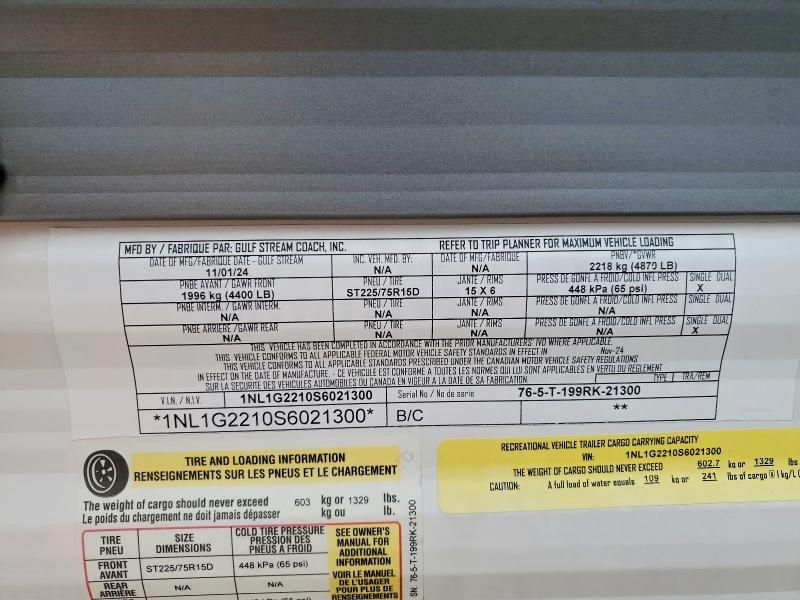 MFD BY / FABRIQUE PAR: GULF STREAM COACH, INC. REFER TO TRIP PLANNER FOR MAXIMUM VEHICLE LOADING
DATE OF MFG/FABRIQUE DATE - GULF STREAM INC. VEH. MFD. BY: DATE OF MFG/FABRIQUE PNBV/*GVWR
11/01/24 N/A N/A 2218 kg (4879 LB)
PNBE AVANT / GAWR FRONT PNEU / TIRE JANTE / RIMS PRESS DE GONFL A FROID/COLD INFL PRESS SINGLE DUAL
1996 kg (4400 LB) ST225/75R15D 15 X 6 448 kPa (65 psi) X
PNBE INTERM. / GAWR INTERM. PNEU / TIRE JANTE / RIMS PRESS DE GONFL A FROID/COLD INFL PRESS
N/A N/A N/A N/A
PNBE ARRIERE /GAWR REAR PNEU / TIRE JANTE / RIMS PRESS DE GONFL A FROID/COLD INFL PRESS SINGLE DUAL
N/A N/A N/A N/A X
THIS VEHICLE HAS BEEN COMPLETED IN ACCORDANCE WITH THE PRIOR MANUFACTURERS' IVD WHERE APPLICABLE.
THIS VEHICLE CONFORMS TO ALL APPLICABLE FEDERAL MOTOR VEHICLE SAFETY STANDARDS IN EFFECT IN Nov-24
THIS VEHICLE CONFORMS TO ALL APPLICABLE STANDARDS PRESCRIBED UNDER THE CANADIAN MOTOR VEHICLE SAFETY REGULATIONS
IN EFFECT ON THE DATE OF MANUFACTURE. - CE VEHICULE EST CONFORME A TOUTES LES NORMES QUI LUI SONT APPLICABLES EN VERTU DU REGLEMENT
SUR LA SECURITE DES VEHICULES AUTOMOBILES DU CANADA EN VIGEUR A LA DATE DE SA FABRICATION. TYPE TRA/REM
V.I.N. / N.I.V. 1NL1G2210S6021300 Serial No / No de serie 76-5-T-199RK-21300
*1NL1G2210S6021300* B/C **
TIRE AND LOADING INFORMATION
RENSEIGNEMENTS SUR LES PNEUS ET LE CHARGEMENT
The weight of cargo should never exceed 603 kg or 1329 lbs.
Le poids du chargement ne doit jamais dépasser kg ou lb.
TIRE PNEU SIZE DIMENSIONS COLD TIRE PRESSURE PRESSION DES PNEUS A FROID
FRONT AVANT ST225/75R15D 448 kPa (65 psi)
REAR ARRIÈRE N/A N/A
SEE OWNER'S
MANUAL FOR
ADDITIONAL
INFORMATION
VOIR LE MANUEL
DE L'USAGER
POUR PLUS DE
RENSEIGNEMENTS
SN: 76-5-T-199RK-21300
RECREATIONAL VEHICLE TRAILER CARGO CARRYING CAPACITY
VIN: 1NL1G2210S6021300
THE WEIGHT OF CARGO SHOULD NEVER EXCEED 602.7 kg or 1329 lbs
CAUTION: A full load of water equals 109 kg or 241 lbs of cargo @ 1 kg/L (